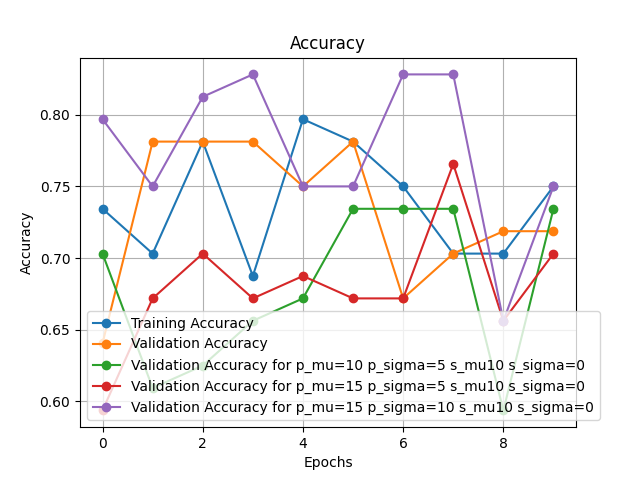 Accuracy
0.80
0.75
0.70
0.65
0.60
Accuracy
Training Accuracy
Validation Accuracy
Validation Accuracy for p_mu=10 p_sigma=5 s_mu10 s_sigma=0
Validation Accuracy for p_mu=15 p_sigma=5 s_mu10 s_sigma=0
Validation Accuracy for p_mu=15 p_sigma=10 s_mu10 s_sigma=0
0 2 4 6 8
Epochs